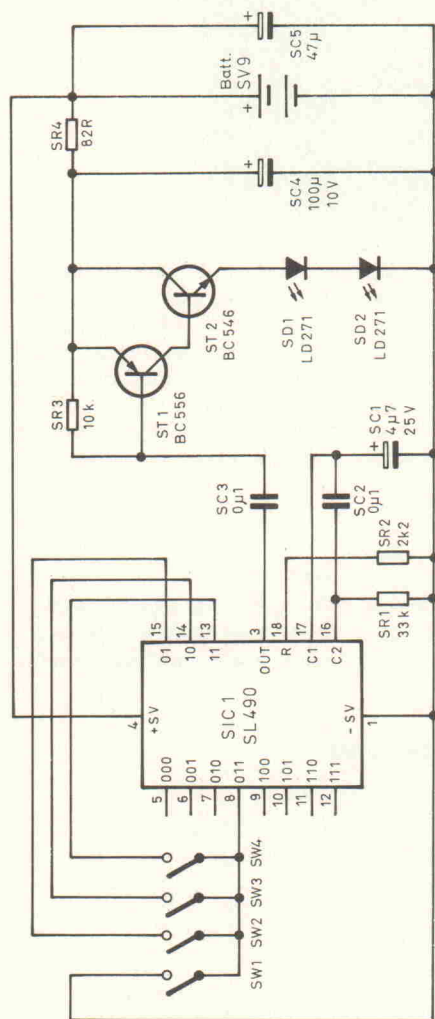 SC5
47µ
+
Batt.
SV9
+
SR4
82R
SC4
100µ
10V
+
ST2
BC546
SD1
LD271
SD2
LD271
SR3
10k
ST1
BC556
SC3
0µ1
SC1
4µ7
25V
+
SC2
0µ1
SR2
2k2
SR1
33k
15 01
14 10
13 11
3 OUT
18 R
17 C1
16 C2
4 +SV
SIC1
SL490
1 -SV
5 000
6 001
7 010
8 011
9 100
10 101
11 110
12 111
SW4
SW3
SW2
SW1